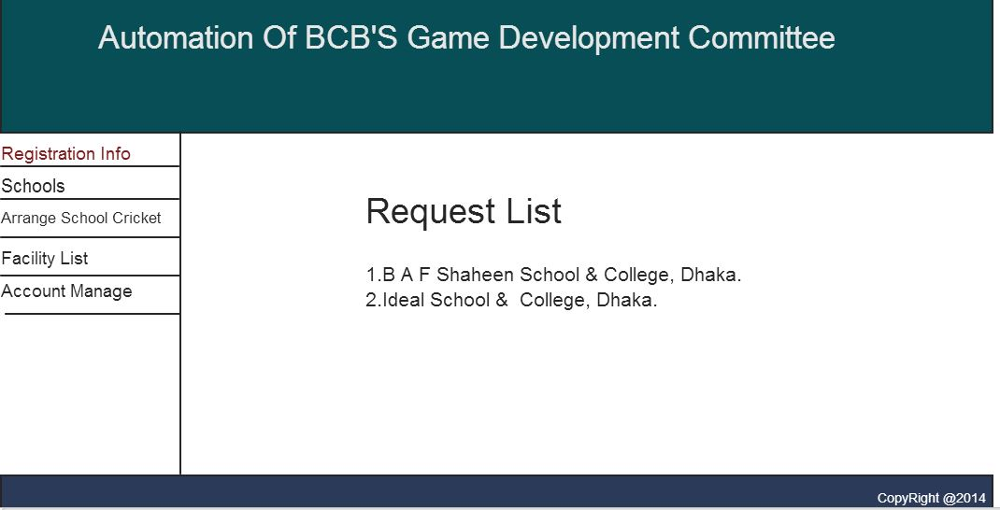 Automation Of BCB'S Game Development Committee
Registration Info
Schools
Arrange School Cricket
Facility List
Account Manage
Request List
1.B A F Shaheen School & College, Dhaka.
2.Ideal School &  College, Dhaka.
CopyRight @2014